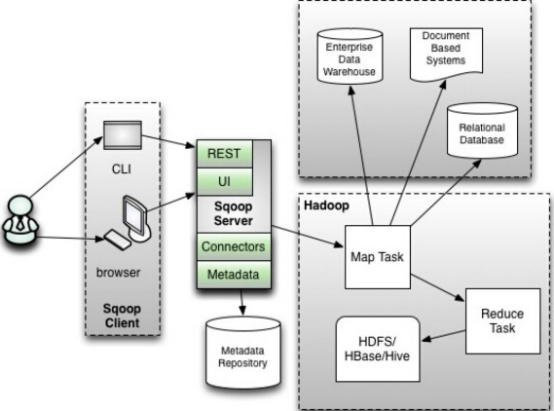 Enterprise
Data
Warehouse
Document
Based
Systems
Relational
Database
CLI
browser
Sqoop
Client
REST
UI
Sqoop
Server
Connectors
Metadata
Metadata
Repository
Hadoop
Map Task
Reduce
Task
HDFS/
HBase/Hive